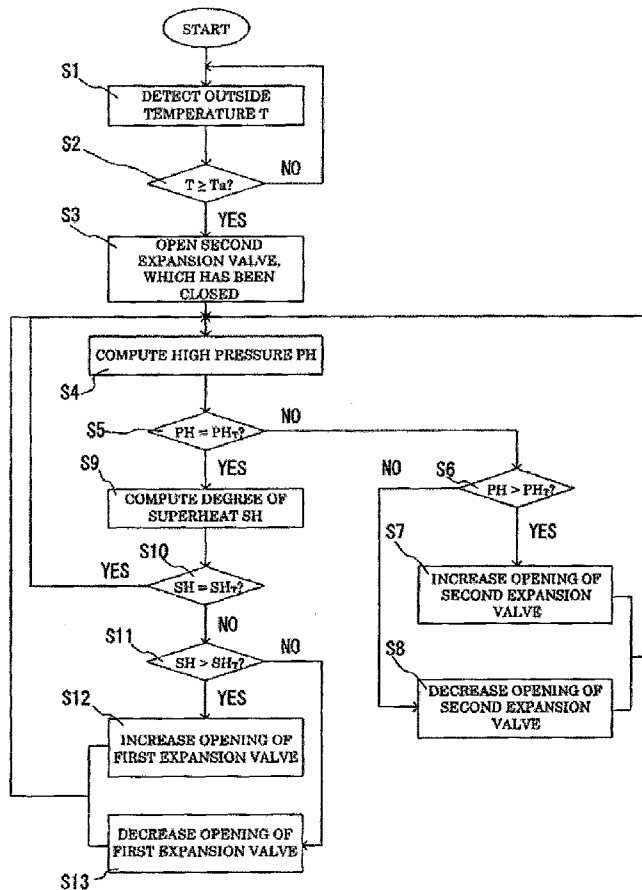 START
S1
DETECT OUTSIDE
TEMPERATURE T
S2
T ≥ Ta?
NO
YES
S3
OPEN SECOND
EXPANSION VALVE,
WHICH HAS BEEN
CLOSED
COMPUTE HIGH PRESSURE PH
S4
S5
PH = PHT?
NO
YES
S6
PH > PHT?
NO
YES
S7
INCREASE OPENING OF
SECOND EXPANSION
VALVE
S8
DECREASE OPENING OF
SECOND EXPANSION
VALVE
S9
COMPUTE DEGREE OF
SUPERHEAT SH
S10
YES
SH = SHT?
NO
S11
SH > SHT?
NO
YES
S12
INCREASE OPENING OF
FIRST EXPANSION VALVE
DECREASE OPENING OF
FIRST EXPANSION VALVE
S13